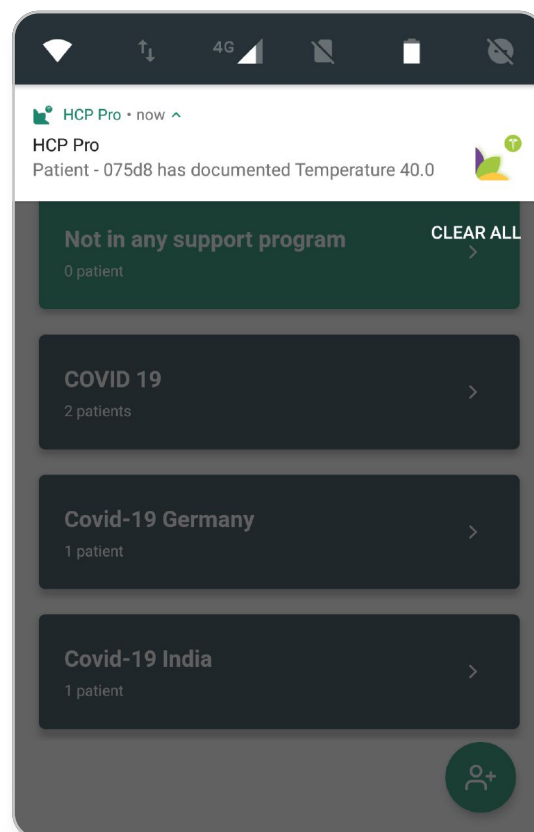 4G
HCP Pro • now
HCP Pro
Patient - 075d8 has documented Temperature 40.0
CLEAR ALL
Not in any support program
0 patient
COVID 19
2 patients
Covid-19 Germany
1 patient
Covid-19 India
1 patient